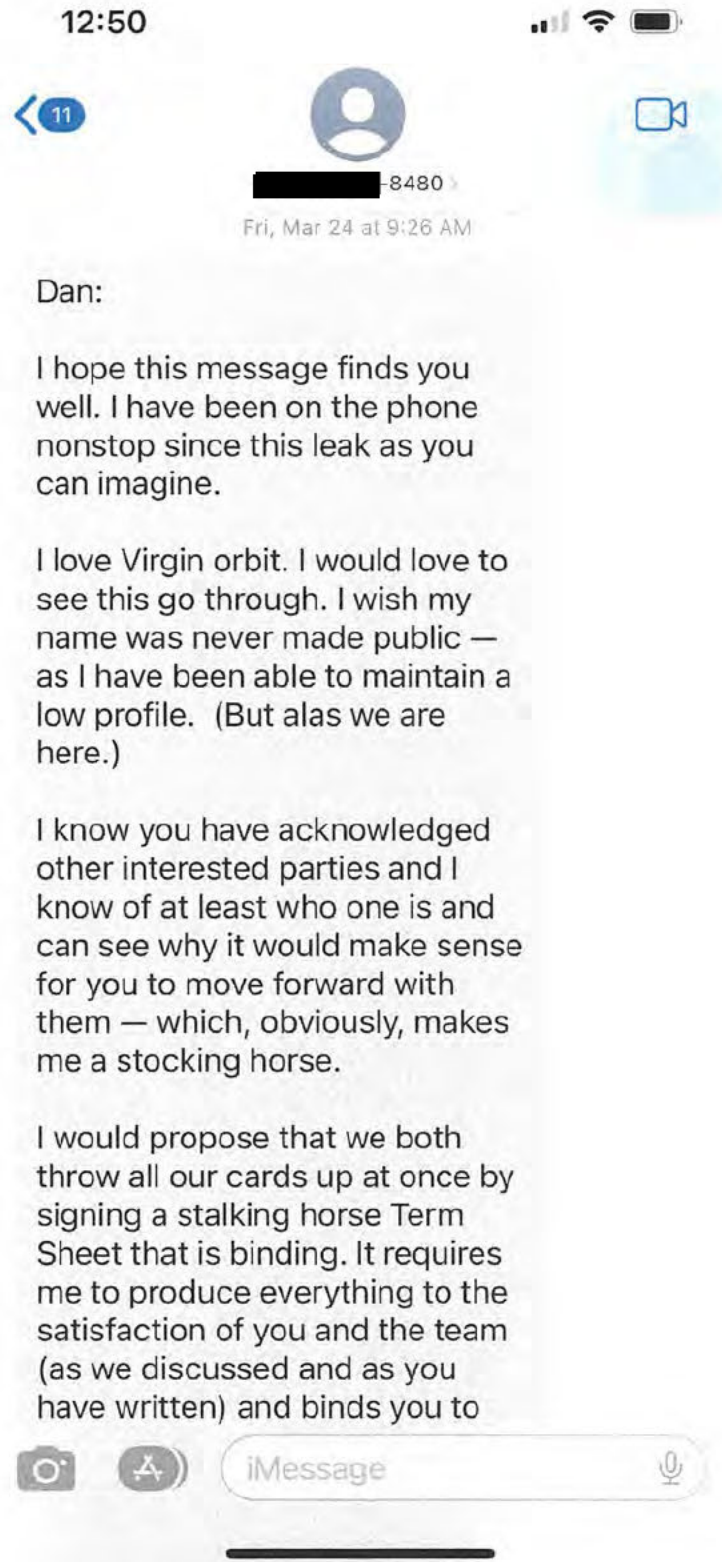 12:50
11
-8480 >
Fri, Mar 24 at 9:26 AM
Dan:
I hope this message finds you
well. I have been on the phone
nonstop since this leak as you
can imagine.
I love Virgin orbit. I would love to
see this go through. I wish my
name was never made public —
as I have been able to maintain a
low profile.  (But alas we are
here.)
I know you have acknowledged
other interested parties and I
know of at least who one is and
can see why it would make sense
for you to move forward with
them — which, obviously, makes
me a stocking horse.
I would propose that we both
throw all our cards up at once by
signing a stalking horse Term
Sheet that is binding. It requires
me to produce everything to the
satisfaction of you and the team
(as we discussed and as you
have written) and binds you to
iMessage